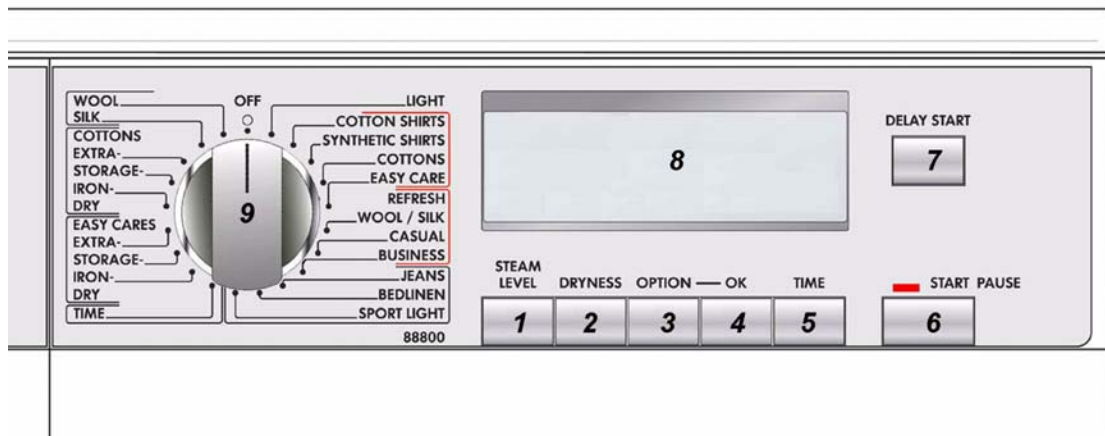 WOOL
SILK
COTTONS
EXTRA-
STORAGE-
IRON-
DRY
EASY CARES
EXTRA-
STORAGE-
IRON-
DRY
TIME
OFF
9
LIGHT
COTTON SHIRTS
SYNTHETIC SHIRTS
COTTONS
EASY CARE
REFRESH
WOOL / SILK
CASUAL
BUSINESS
JEANS
BEDLINEN
SPORT LIGHT
88800
8
DELAY START
7
STEAM
LEVEL DRYNESS OPTION — OK TIME
1 2 3 4 5
START PAUSE
6